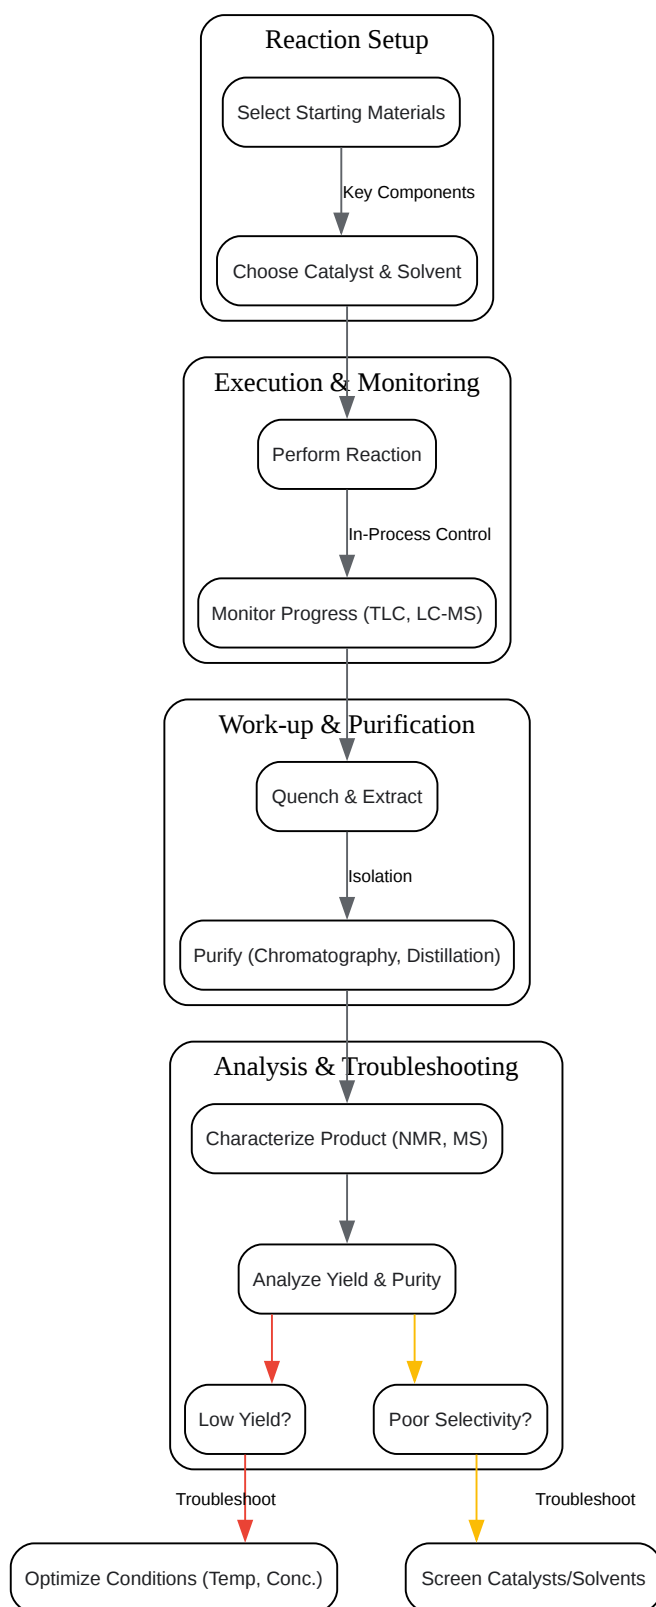 Reaction Setup
Select Starting Materials
Key Components
Choose Catalyst & Solvent
Execution & Monitoring
Perform Reaction
In-Process Control
Monitor Progress (TLC, LC-MS)
Work-up & Purification
Quench & Extract
Isolation
Purify (Chromatography, Distillation)
Analysis & Troubleshooting
Characterize Product (NMR, MS)
Analyze Yield & Purity
Low Yield?
Poor Selectivity?
Troubleshoot
Troubleshoot
Optimize Conditions (Temp, Conc.)
Screen Catalysts/Solvents